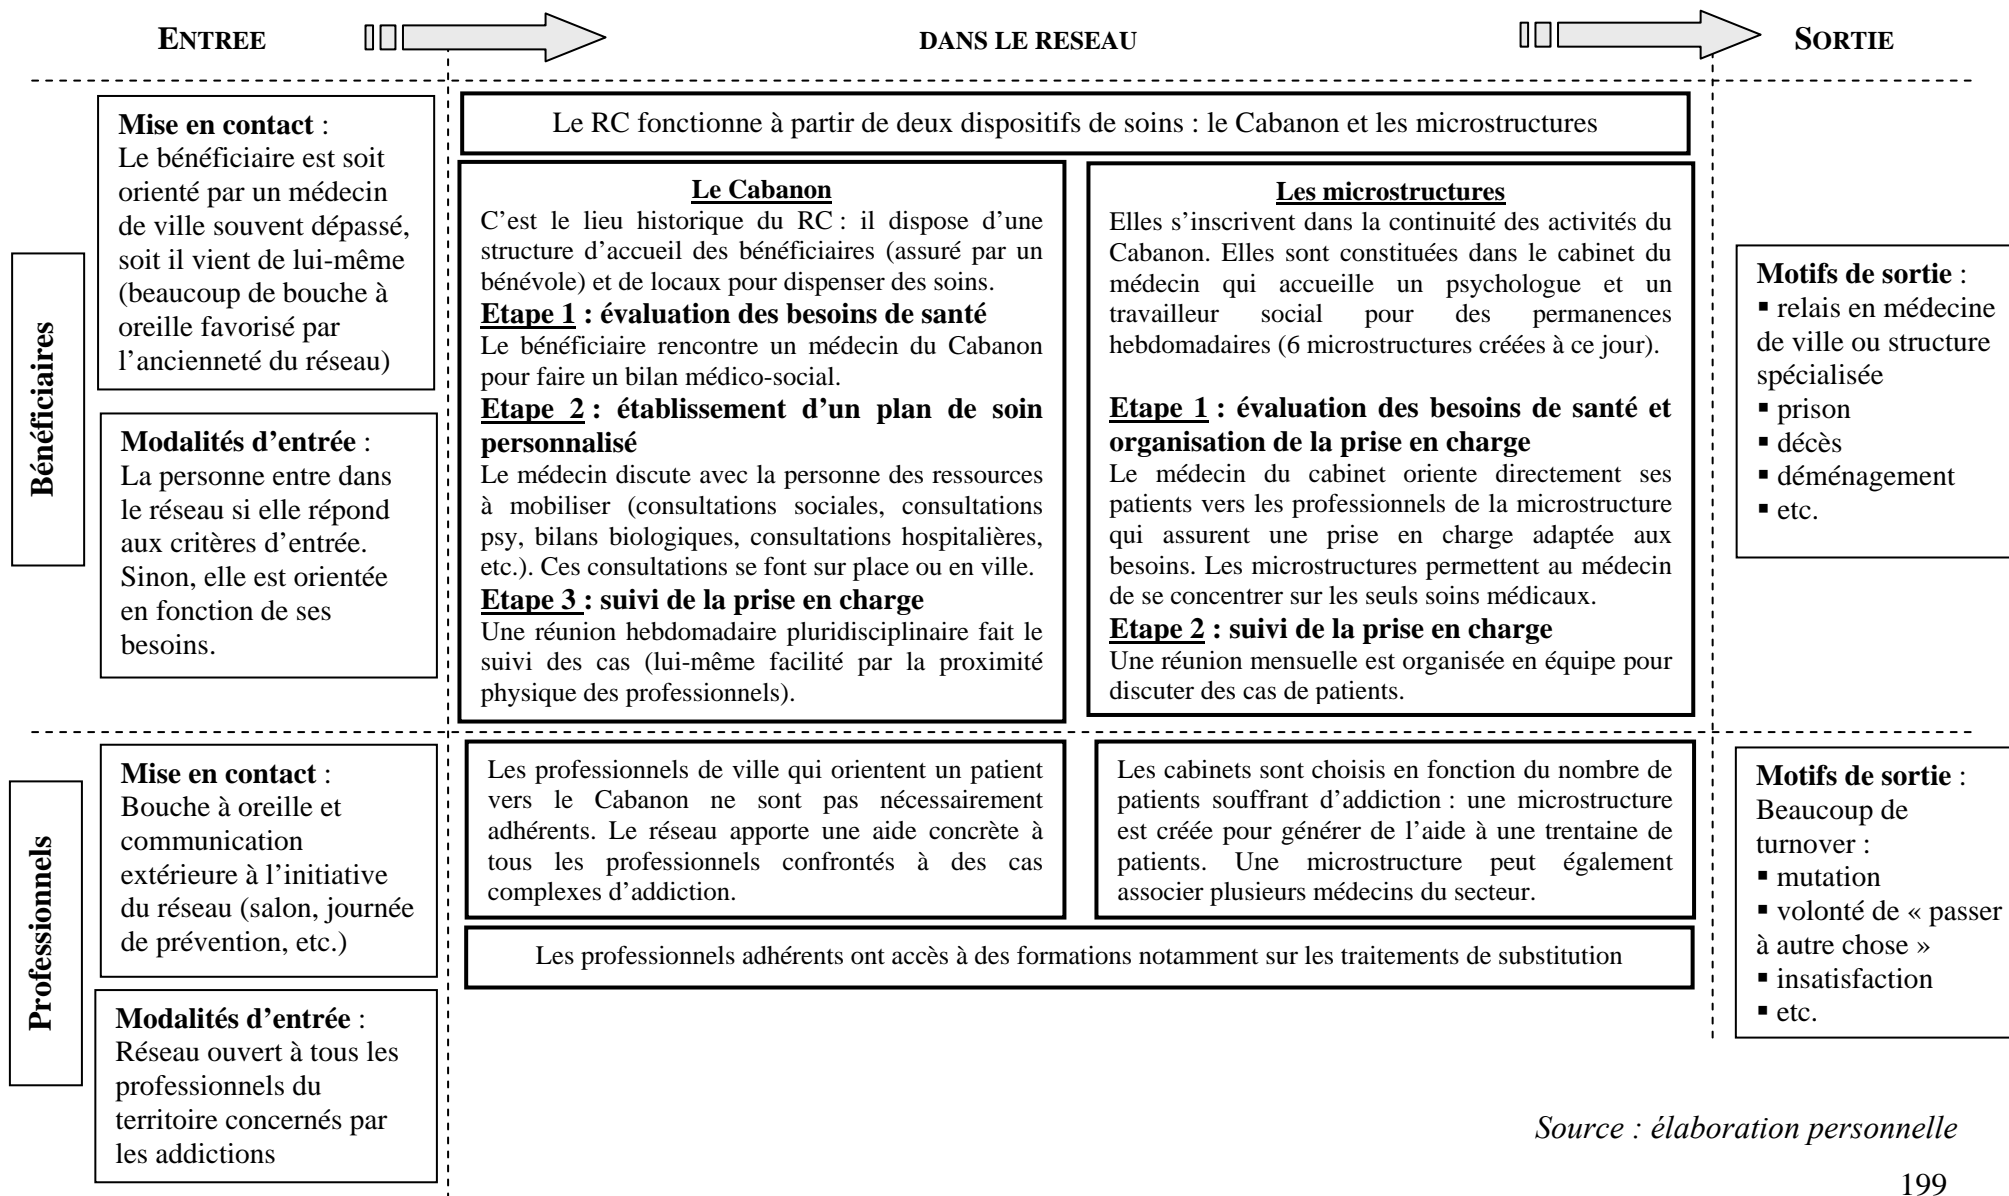 ENTREE
DANS LE RESEAU
SORTIE
Bénéficiaires
Mise en contact :
Le bénéficiaire est soit
orienté par un médecin
de ville souvent dépassé,
soit il vient de lui-même
(beaucoup de bouche à
oreille favorisé par
l’ancienneté du réseau)
Modalités d’entrée :
La personne entre dans
le réseau si elle répond
aux critères d’entrée.
Sinon, elle est orientée
en fonction de ses
besoins.
Le RC fonctionne à partir de deux dispositifs de soins : le Cabanon et les microstructures
Le Cabanon
C’est le lieu historique du RC : il dispose d’une
structure d’accueil des bénéficiaires (assuré par un
bénévole) et de locaux pour dispenser des soins.
Etape 1 : évaluation des besoins de santé
Le bénéficiaire rencontre un médecin du Cabanon
pour faire un bilan médico-social.
Etape 2 : établissement d’un plan de soin
personnalisé
Le médecin discute avec la personne des ressources
à mobiliser (consultations sociales, consultations
psy, bilans biologiques, consultations hospitalières,
etc.). Ces consultations se font sur place ou en ville.
Etape 3 : suivi de la prise en charge
Une réunion hebdomadaire pluridisciplinaire fait le
suivi des cas (lui-même facilité par la proximité
physique des professionnels).
Les microstructures
Elles s’inscrivent dans la continuité des activités du
Cabanon. Elles sont constituées dans le cabinet du
médecin qui accueille un psychologue et un
travailleur social pour des permanences
hebdomadaires (6 microstructures créées à ce jour).
Etape 1 : évaluation des besoins de santé et
organisation de la prise en charge
Le médecin du cabinet oriente directement ses
patients vers les professionnels de la microstructure
qui assurent une prise en charge adaptée aux
besoins. Les microstructures permettent au médecin
de se concentrer sur les seuls soins médicaux.
Etape 2 : suivi de la prise en charge
Une réunion mensuelle est organisée en équipe pour
discuter des cas de patients.
Motifs de sortie :
▪ relais en médecine
de ville ou structure
spécialisée
▪ prison
▪ décès
▪ déménagement
▪ etc.
Professionnels
Mise en contact :
Bouche à oreille et
communication
extérieure à l’initiative
du réseau (salon, journée
de prévention, etc.)
Modalités d’entrée :
Réseau ouvert à tous les
professionnels du
territoire concernés par
les addictions
Les professionnels de ville qui orientent un patient
vers le Cabanon ne sont pas nécessairement
adhérents. Le réseau apporte une aide concrète à
tous les professionnels confrontés à des cas
complexes d’addiction.
Les cabinets sont choisis en fonction du nombre de
patients souffrant d’addiction : une microstructure
est créée pour générer de l’aide à une trentaine de
patients. Une microstructure peut également
associer plusieurs médecins du secteur.
Les professionnels adhérents ont accès à des formations notamment sur les traitements de substitution
Motifs de sortie :
Beaucoup de
turnover :
▪ mutation
▪ volonté de « passer
à autre chose »
▪ insatisfaction
▪ etc.
Source : élaboration personnelle
199